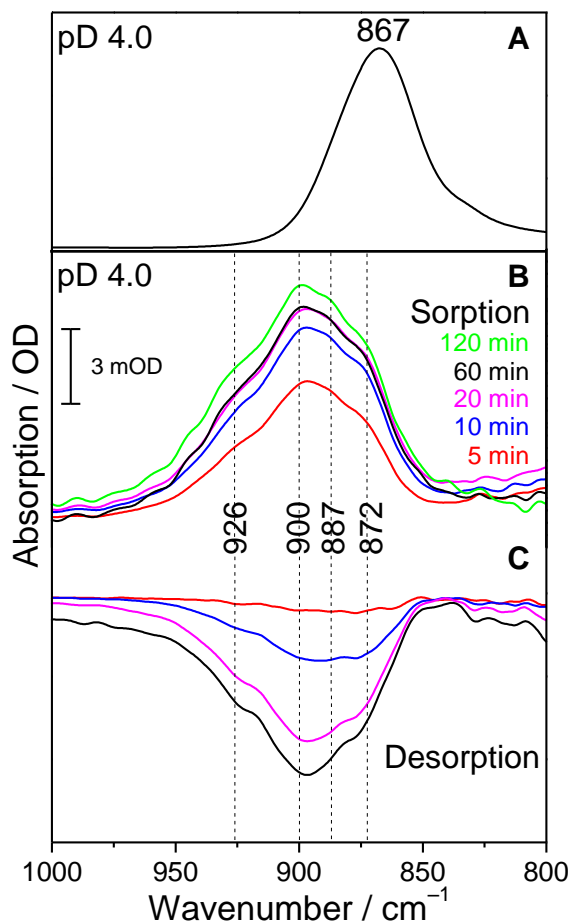 pD 4.0
867
A
pD 4.0
B
Sorption
120 min
60 min
20 min
10 min
5 min
3 mOD
Absorption / OD
926
900
887
872
C
Desorption
1000
950
900
850
800
Wavenumber / cm⁻¹